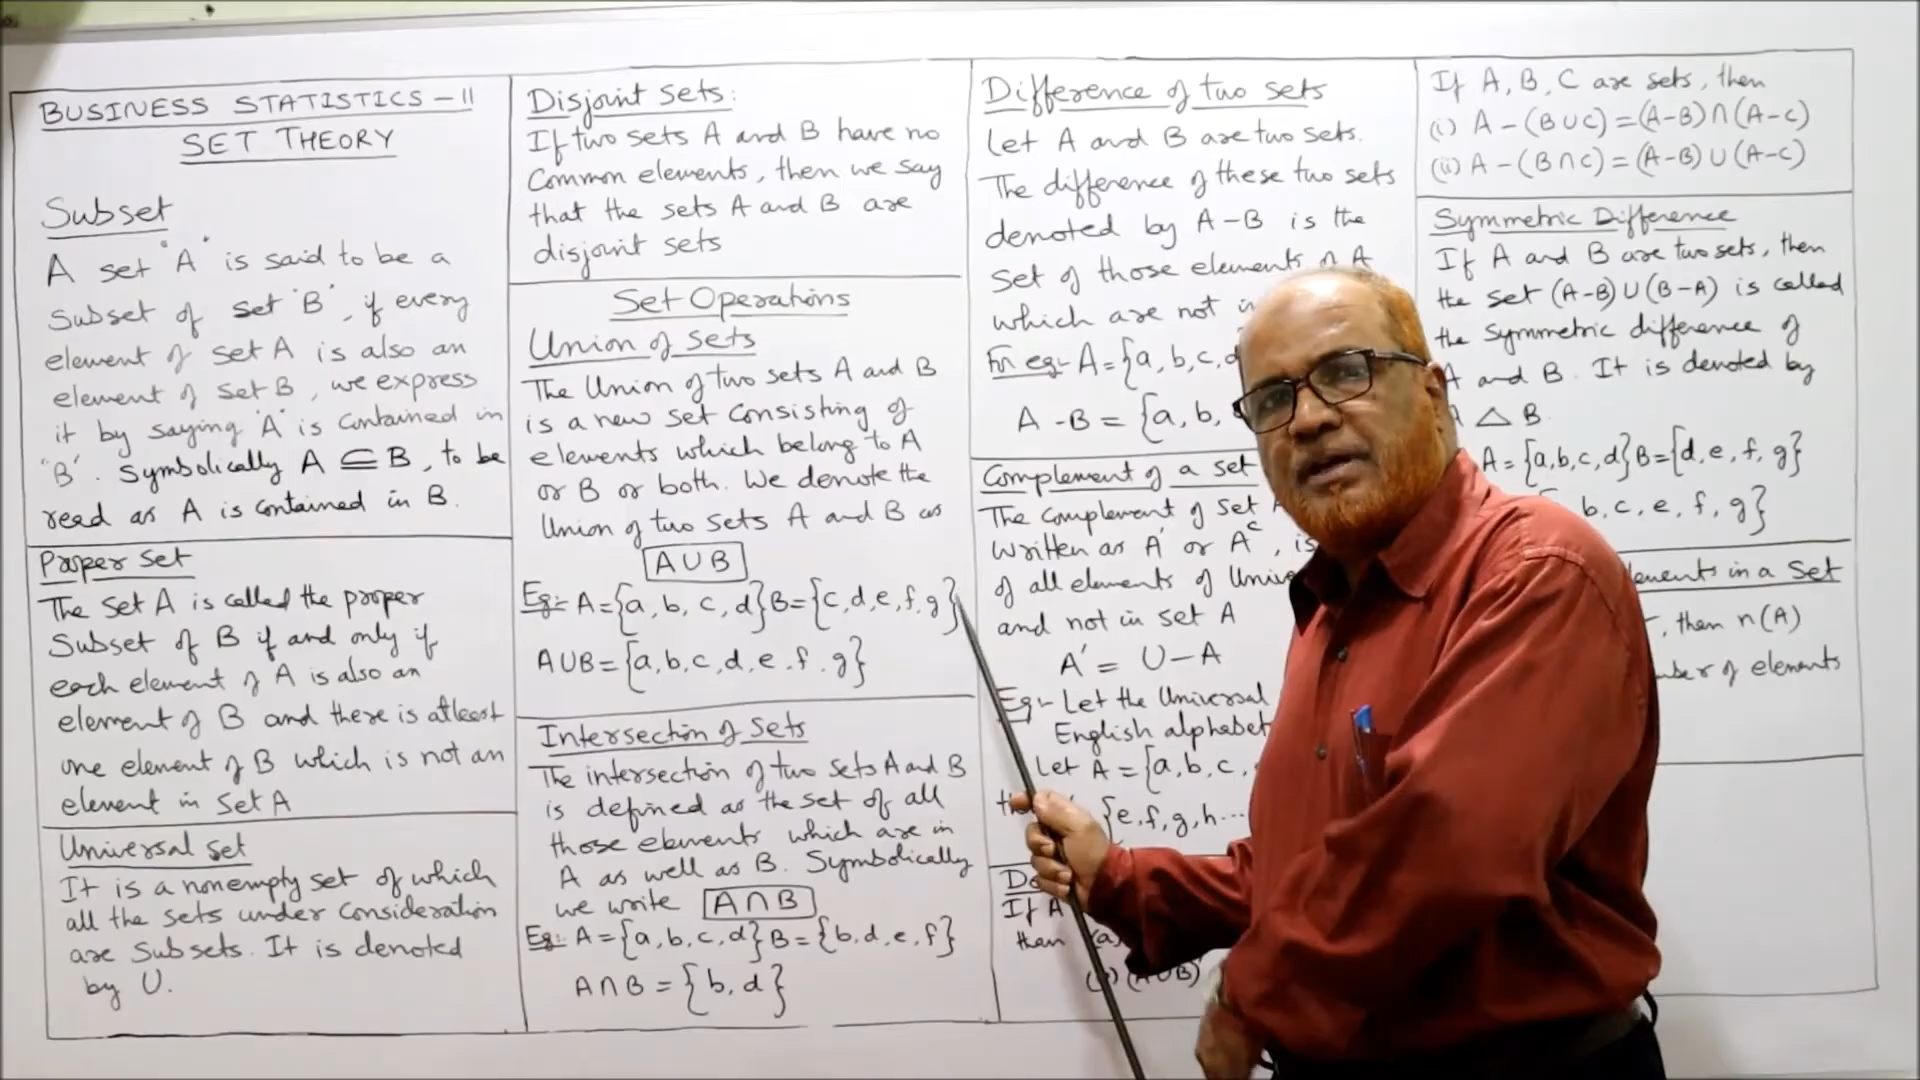 BUSINESS STATISTICS - II
SET THEORY
Subset
A set "A" is said to be a
subset of set 'B', if every
element of set A is also an
element of set B, we express
it by saying 'A' is contained in
'B'. Symbolically A ⊆ B, to be
read as A is contained in B.
Proper set
The set A is called the proper
subset of B if and only if
each element of A is also an
element of B and there is atleast
one element of B which is not an
element in set A
Universal set
It is a nonempty set of which
all the sets under consideration
are subsets. It is denoted
by U.
Disjoint sets:
If two sets A and B have no
common elements, then we say
that the sets A and B are
disjoint sets
Set Operations
Union of sets
The Union of two sets A and B
is a new set consisting of
elements which belong to A
or B or both. We denote the
Union of two sets A and B as
A∪B
Eg:- A={a, b, c, d} B={c,d,e,f,g}
A∪B={a,b,c,d,e,f,g}
Intersection of sets
The intersection of two sets A and B
is defined as the set of all
those elements which are in
A as well as B. Symbolically
we write A∩B
Eg:- A={a,b,c,d} B={b,d,e,f}
A∩B={b,d}
Difference of two sets
Let A and B are two sets.
The difference of these two sets
denoted by A-B is the
set of those elements of A
which are not
For eg:- A={a,b,c,d
A-B={a,b,
Complement of a set
The complement of set
written as A' or Aᶜ, is
of all elements of
and not in set A
A' = U-A
Eg:- Let the Universal
English alphabet
Let A={a,b,c,
{e,f,g,h...
If A
than (a)
(A∪B)'
If A, B, C are sets, then
(i) A-(B∪C)=(A-B)∩(A-C)
(ii) A-(B∩C)=(A-B)∪(A-C)
Symmetric Difference
If A and B are two sets, then
the set (A-B)∪(B-A) is called
the symmetric difference of
A and B. It is denoted by
△ B
A={a,b,c,d} B={d,e,f,g}
b,c,e,f,g}
in a set
, then n(A)
of elements